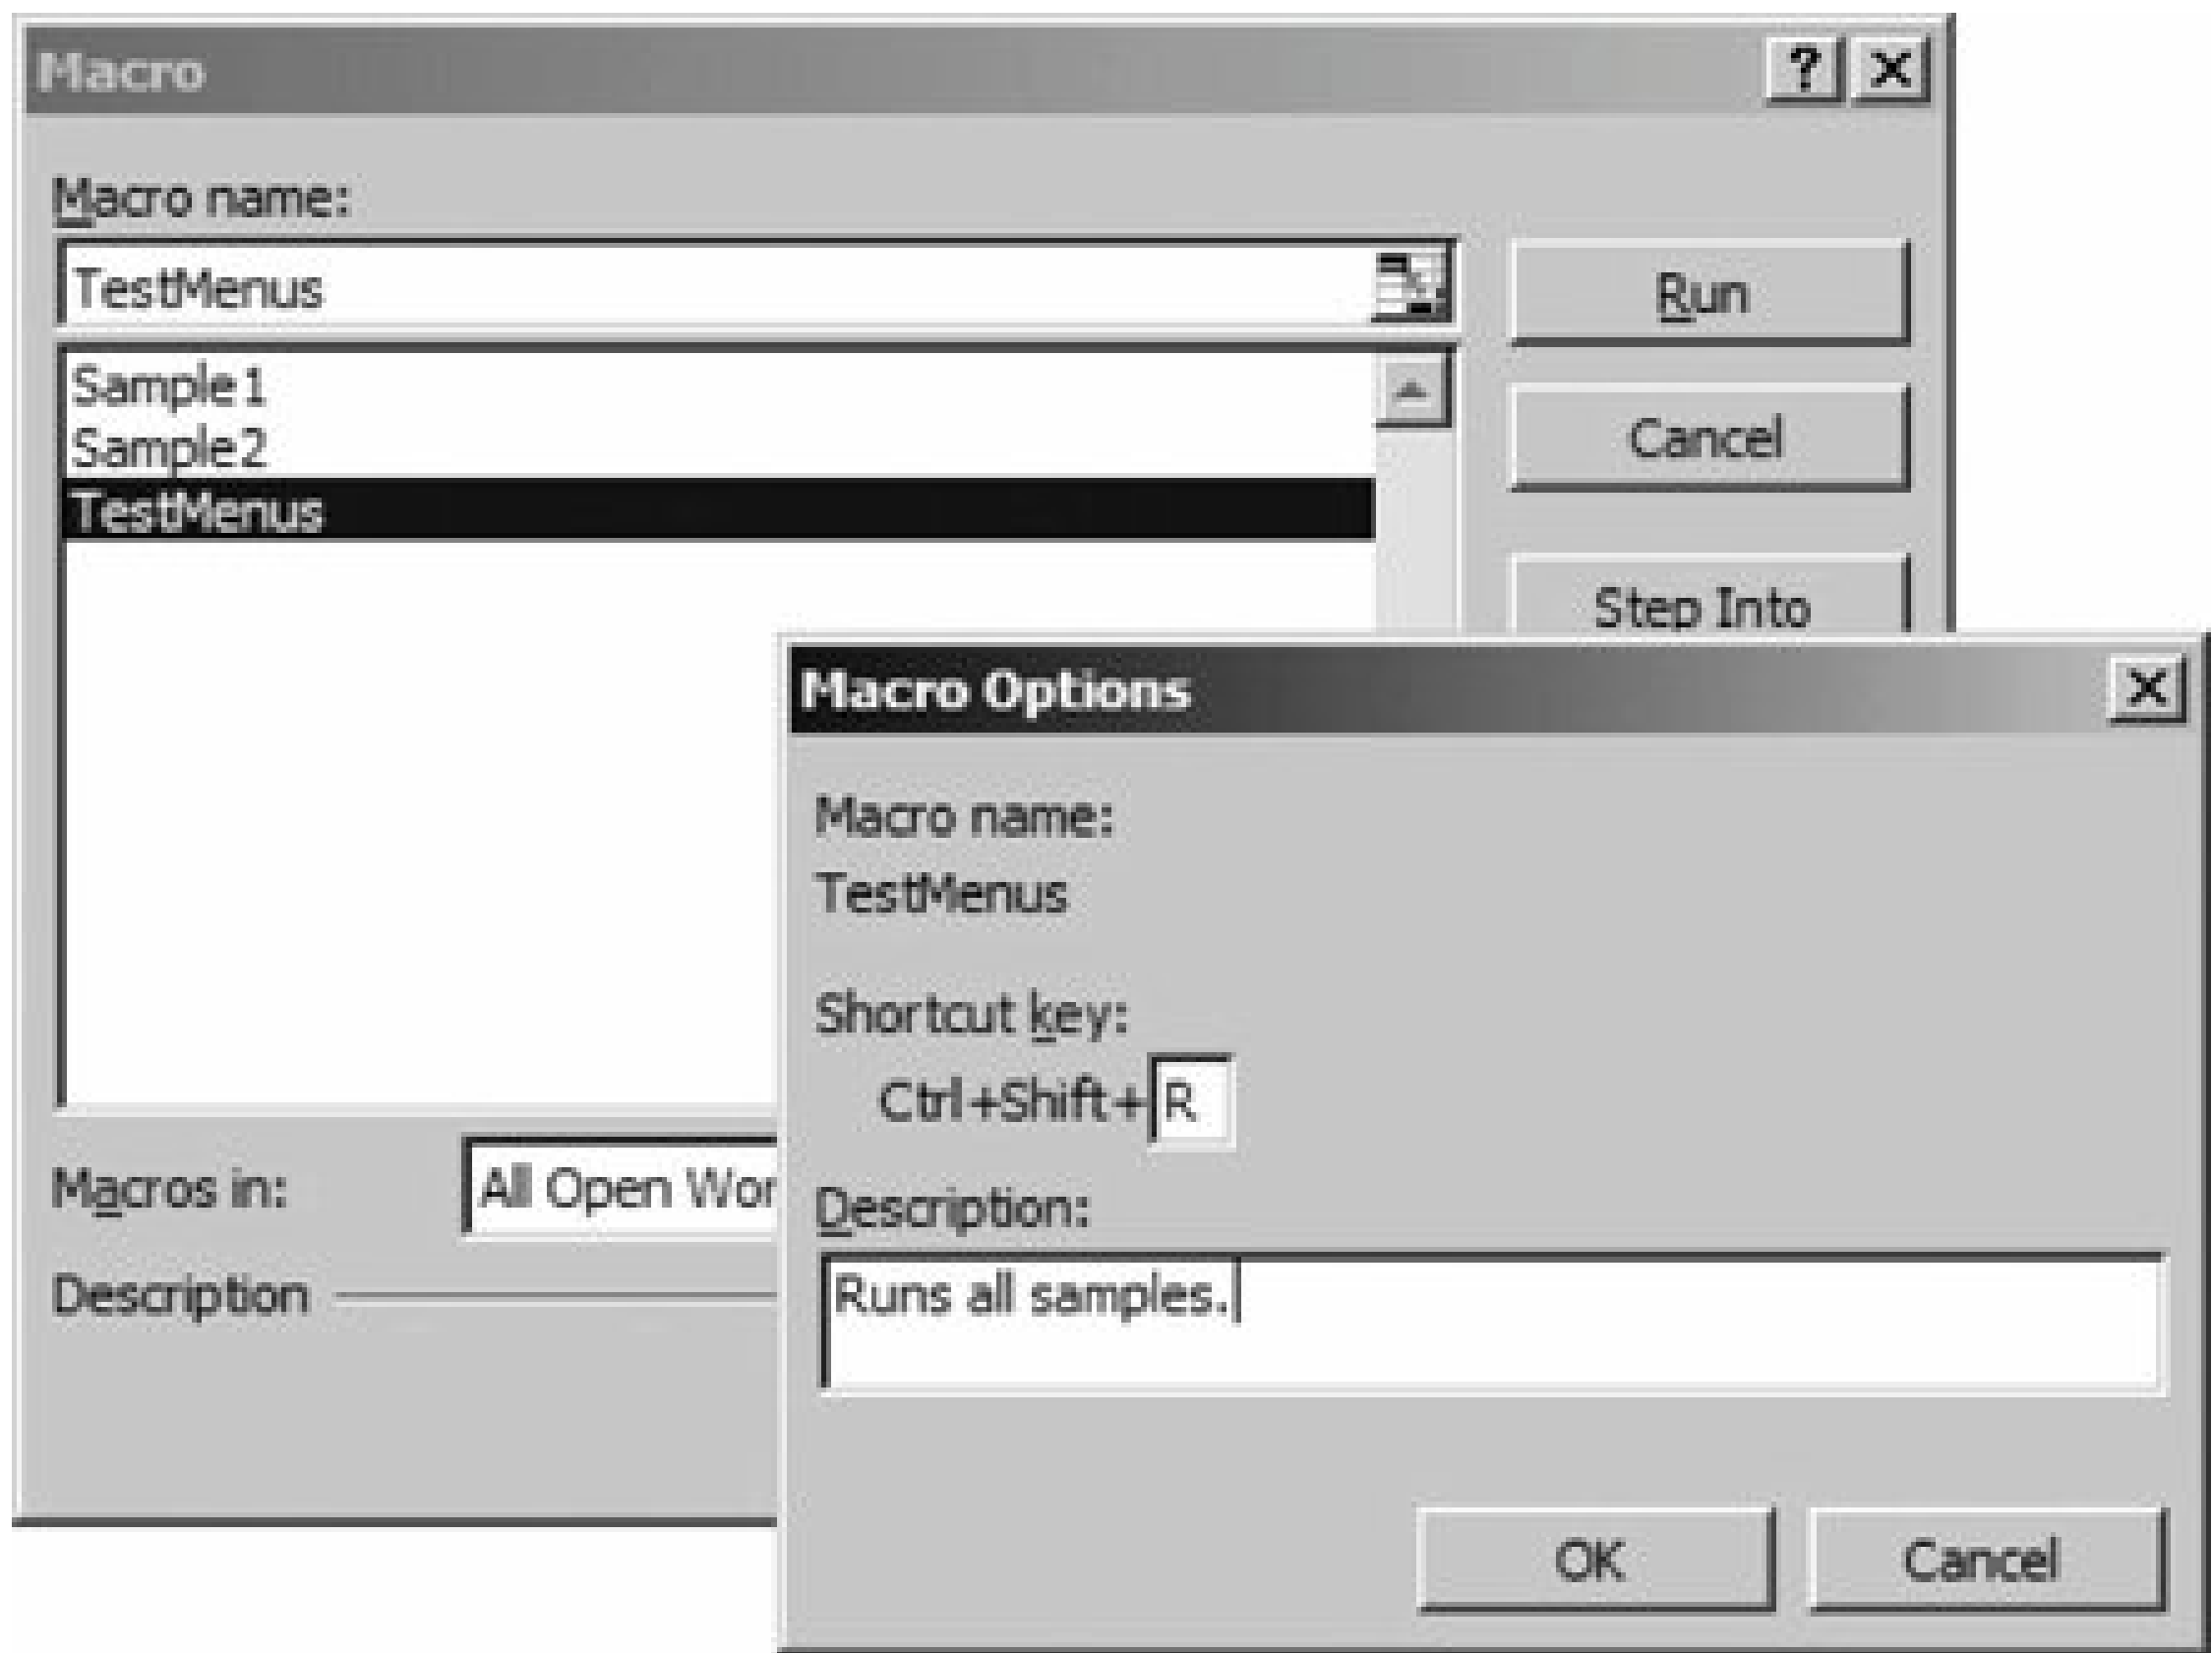 Macro
Macro name:
TestMenus
Run
Sample1
Cancel
Sample2
TestMenus
Step Into
Macro Options
Macro name:
TestMenus
Shortcut key:
Ctrl+Shift+R
Macros in:
All Open Wor
Description:
Description
Runs all samples.
OK
Cancel